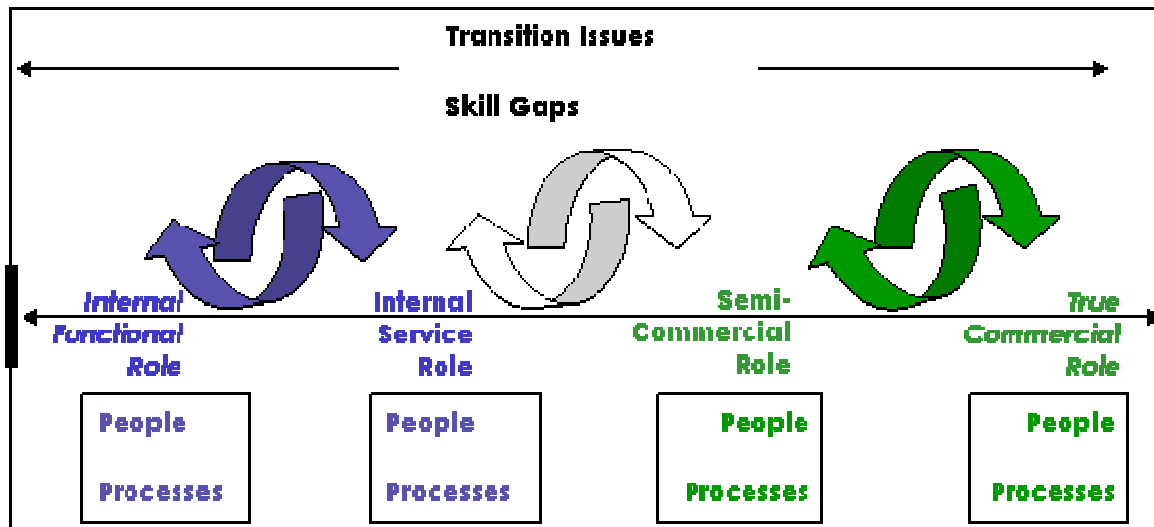 Transition Issues
Skill Gaps
Internal
Functional
Role
Internal
Service
Role
Semi-
Commercial
Role
True
Commercial
Role
People
Processes
People
Processes
People
Processes
People
Processes